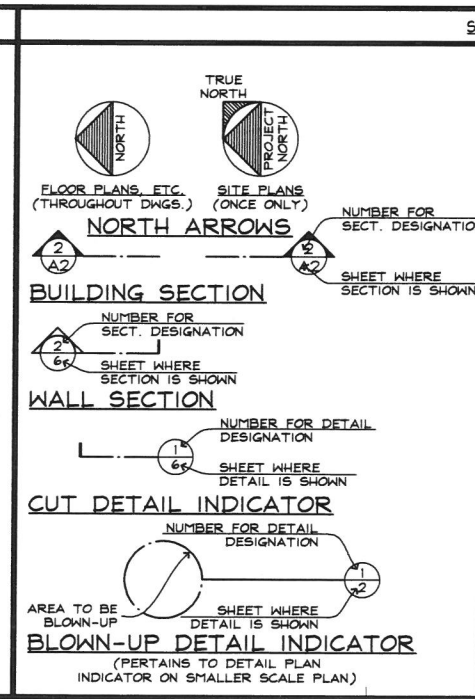 S
TRUE
NORTH
NORTH
PROJECT
NORTH
FLOOR PLANS, ETC.
(THROUGHOUT DWGS.)
SITE PLANS
(ONCE ONLY)
NORTH ARROWS
NUMBER FOR
SECT. DESIGNATIO
2
A2
2
A2
SHEET WHERE
SECTION IS SHOWN
BUILDING SECTION
NUMBER FOR
SECT. DESIGNATION
2
6
SHEET WHERE
SECTION IS SHOWN
WALL SECTION
NUMBER FOR DETAIL
DESIGNATION
1
6
SHEET WHERE
DETAIL IS SHOWN
CUT DETAIL INDICATOR
NUMBER FOR DETAIL
DESIGNATION
1
2
AREA TO BE
BLOWN-UP
SHEET WHERE
DETAIL IS SHOWN
BLOWN-UP DETAIL INDICATOR
(PERTAINS TO DETAIL PLAN
INDICATOR ON SMALLER SCALE PLAN)